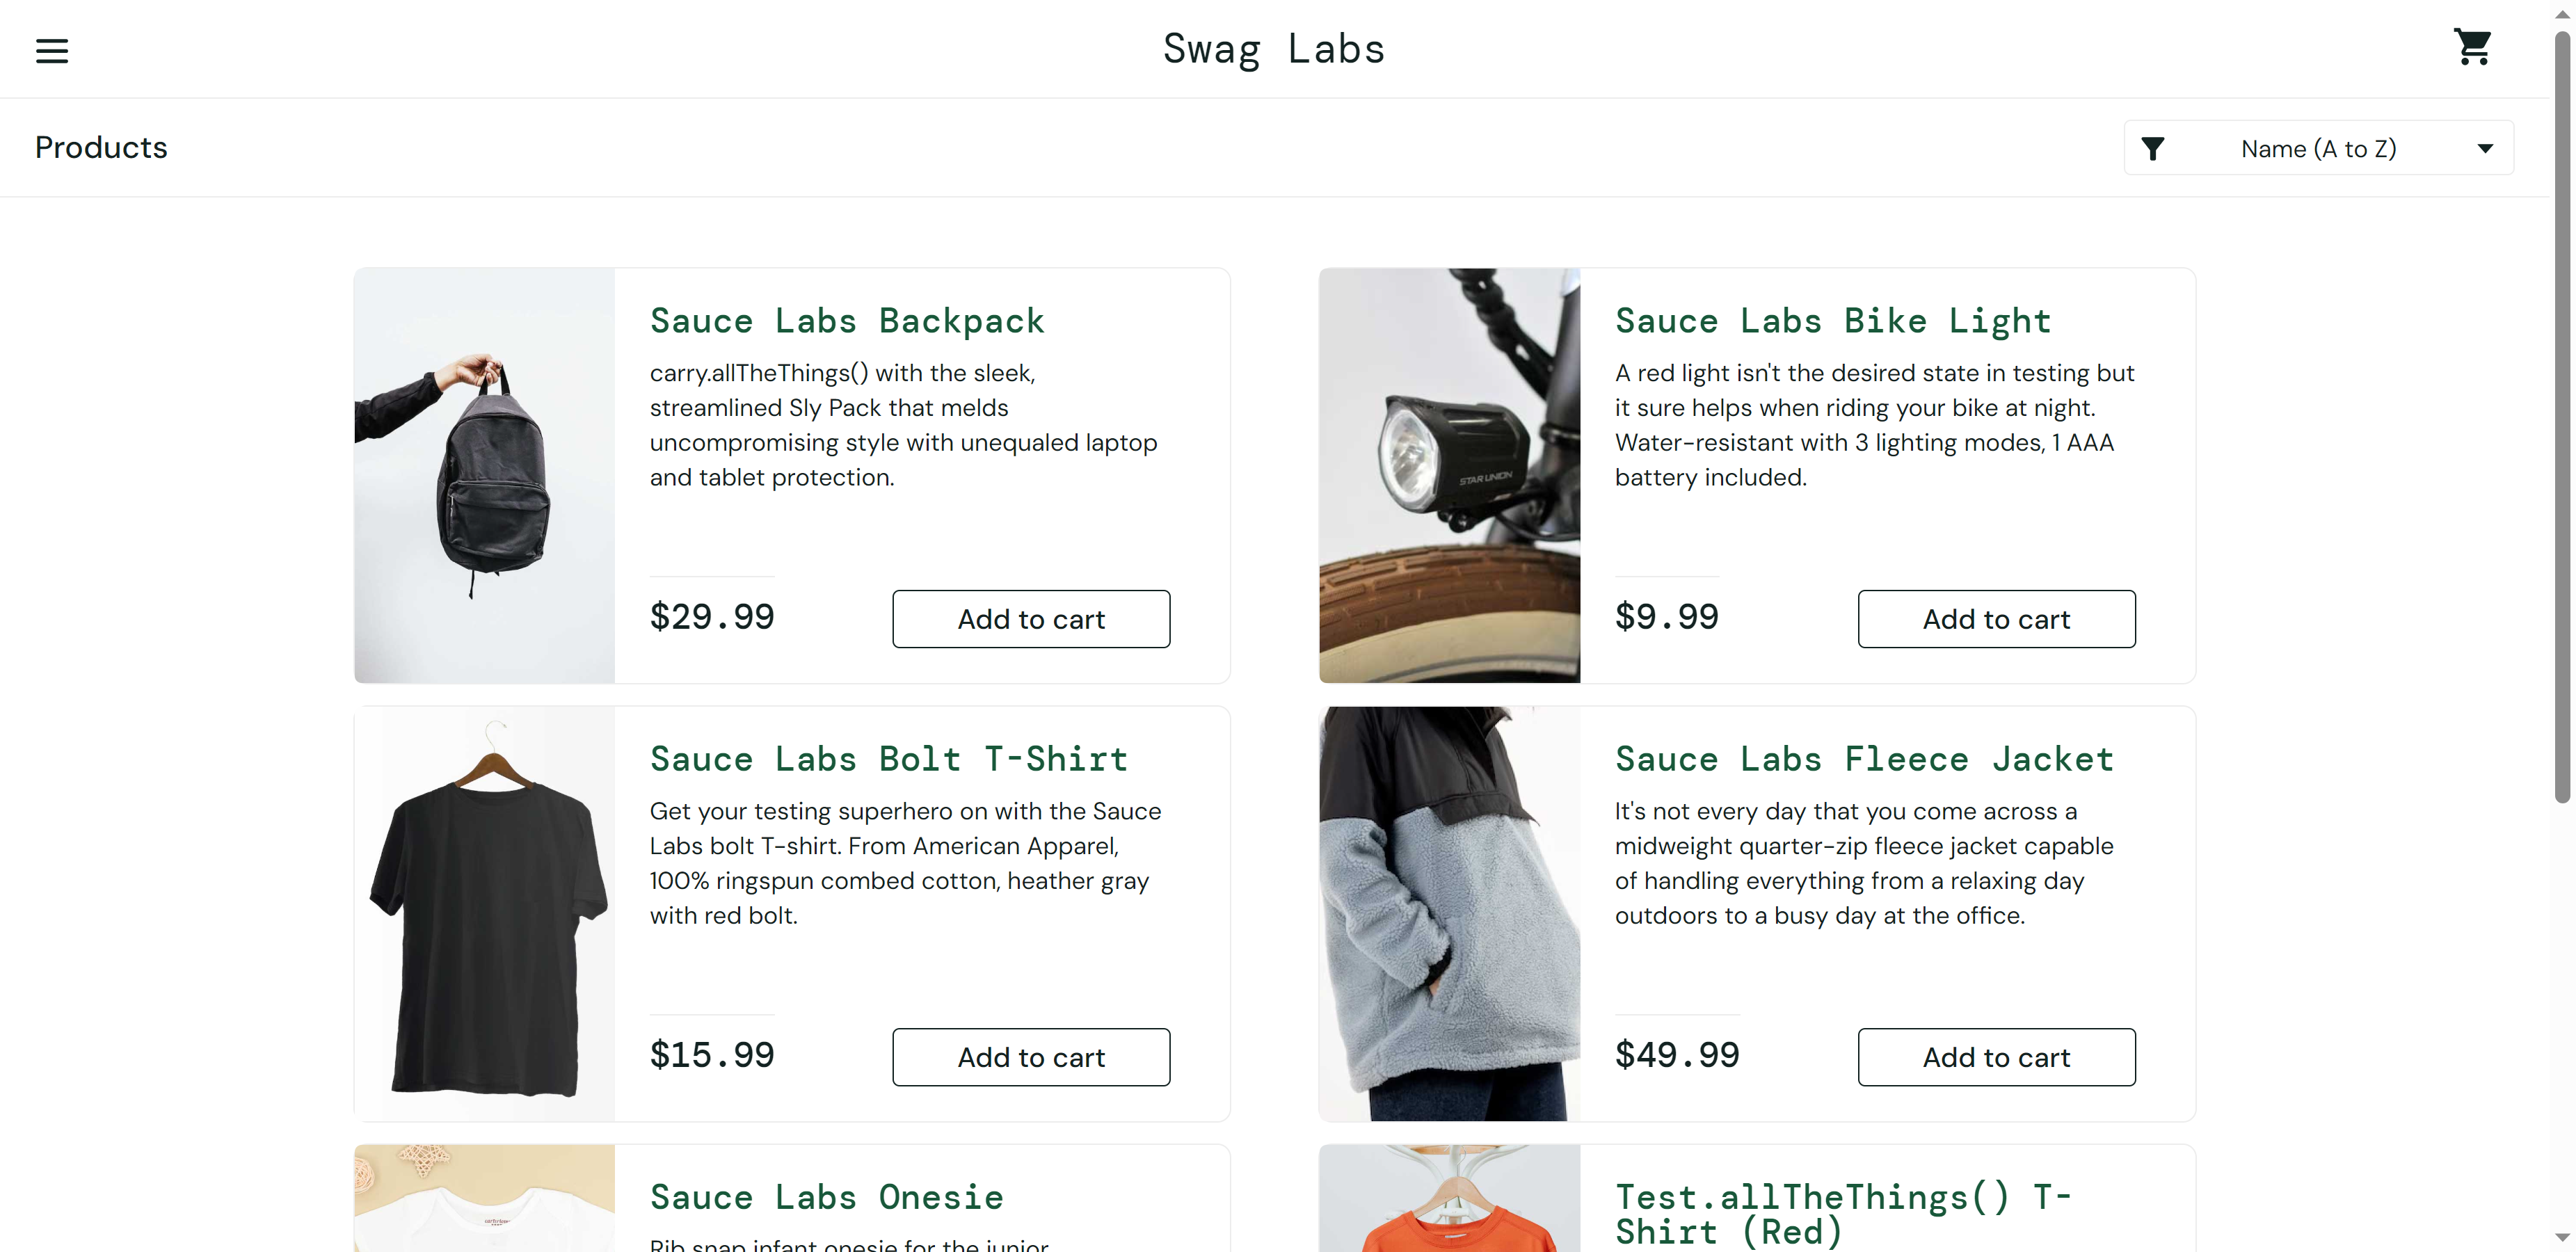 Swag Labs
Products
Name (A to Z)
Sauce Labs Backpack
carry.allTheThings() with the sleek,
streamlined Sly Pack that melds
uncompromising style with unequaled laptop
and tablet protection.
$29.99
Add to cart
STAR UNION
Sauce Labs Bike Light
A red light isn't the desired state in testing but
it sure helps when riding your bike at night.
Water-resistant with 3 lighting modes, 1 AAA
battery included.
$9.99
Add to cart
Sauce Labs Bolt T-Shirt
Get your testing superhero on with the Sauce
Labs bolt T-shirt. From American Apparel,
100% ringspun combed cotton, heather gray
with red bolt.
$15.99
Add to cart
Sauce Labs Fleece Jacket
It's not every day that you come across a
midweight quarter-zip fleece jacket capable
of handling everything from a relaxing day
outdoors to a busy day at the office.
$49.99
Add to cart
Sauce Labs Onesie
Rib snap infant onesie for the junior
Test.allTheThings() T-
Shirt (Red)